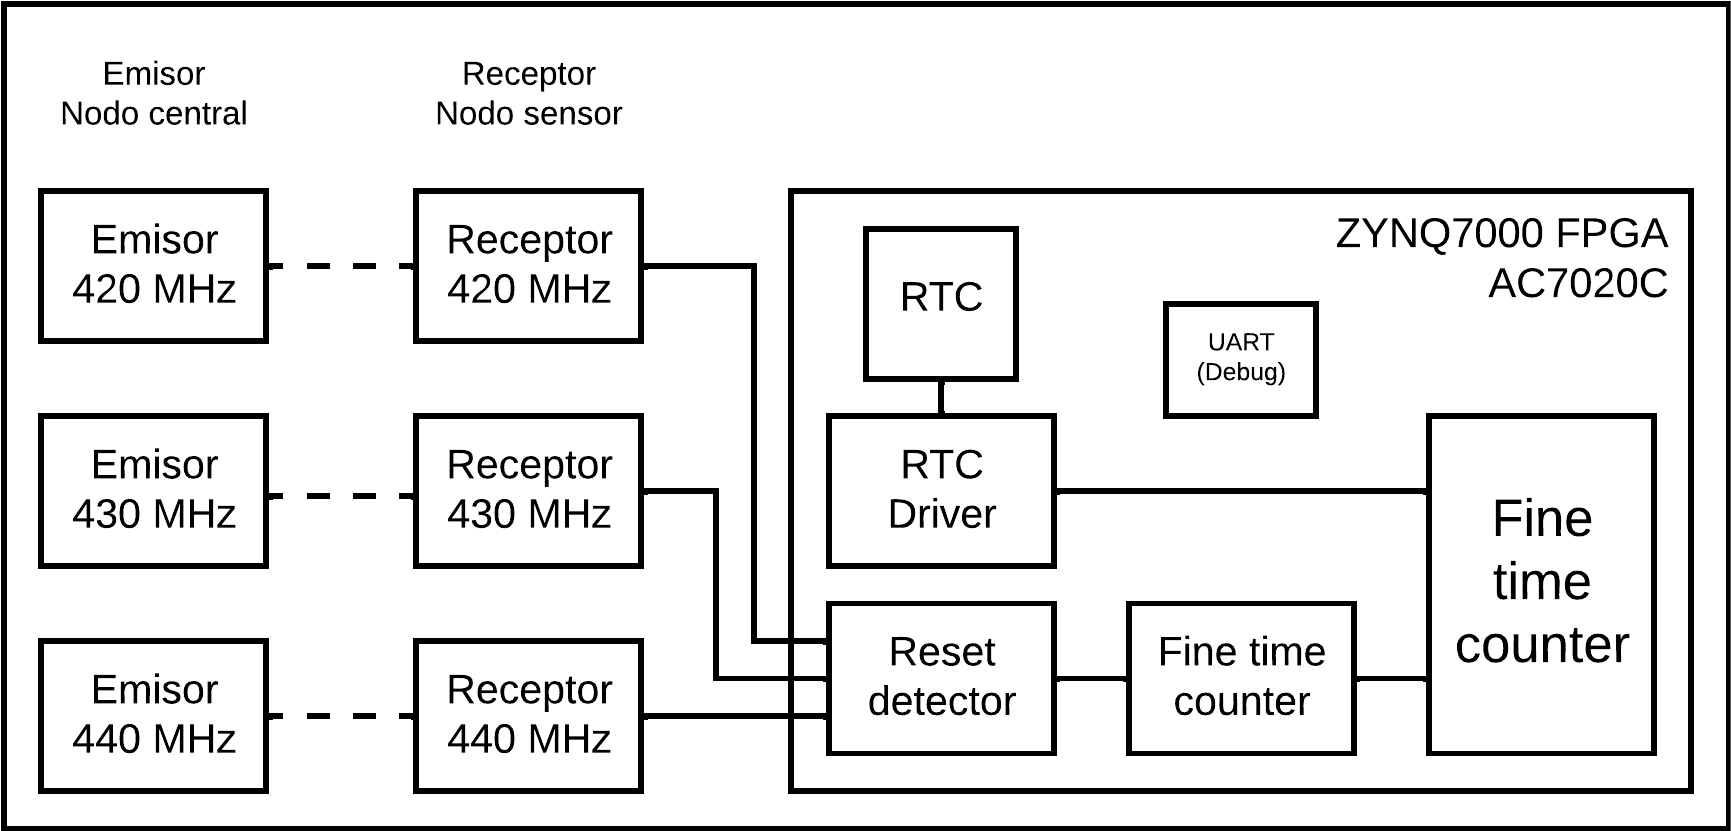 Emisor
Nodo central
Receptor
Nodo sensor
Emisor
420 MHz
Receptor
420 MHz
Emisor
430 MHz
Receptor
430 MHz
Emisor
440 MHz
Receptor
440 MHz
ZYNQ7000 FPGA
AC7020C
RTC
UART
(Debug)
RTC
Driver
Reset
detector
Fine time
counter
Fine
time
counter